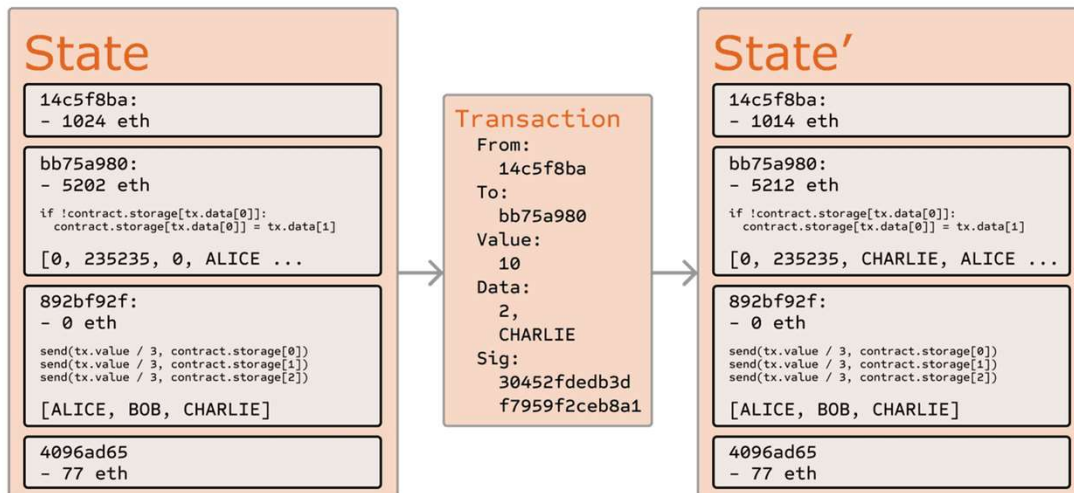 State
14c5f8ba:
- 1024 eth
bb75a980:
- 5202 eth
if !contract.storage[tx.data[0]]:
contract.storage[tx.data[0]] = tx.data[1]
[0, 235235, 0, ALICE ...
892bf92f:
- 0 eth
send(tx.value / 3, contract.storage[0])
send(tx.value / 3, contract.storage[1])
send(tx.value / 3, contract.storage[2])
[ALICE, BOB, CHARLIE]
4096ad65
- 77 eth
Transaction
From:
14c5f8ba
To:
bb75a980
Value:
10
Data:
2,
CHARLIE
Sig:
30452fdedb3d
f7959f2ceb8a1
State’
14c5f8ba:
- 1014 eth
bb75a980:
- 5212 eth
if !contract.storage[tx.data[0]]:
contract.storage[tx.data[0]] = tx.data[1]
[0, 235235, CHARLIE, ALICE ...
892bf92f:
- 0 eth
send(tx.value / 3, contract.storage[0])
send(tx.value / 3, contract.storage[1])
send(tx.value / 3, contract.storage[2])
[ALICE, BOB, CHARLIE]
4096ad65
- 77 eth